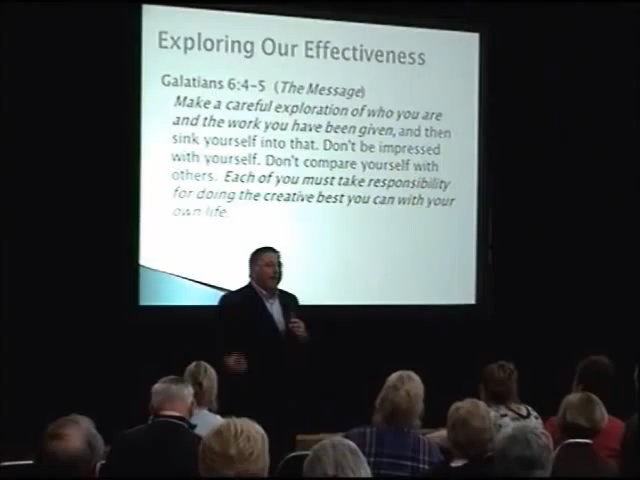 Exploring Our Effectiveness
Galatians 6:4-5 (The Message)
Make a careful exploration of who you are
and the work you have been given, and then
sink yourself into that. Don't be impressed
with yourself. Don't compare yourself with
others. Each of you must take responsibility
for doing the creative best you can with your
own life.